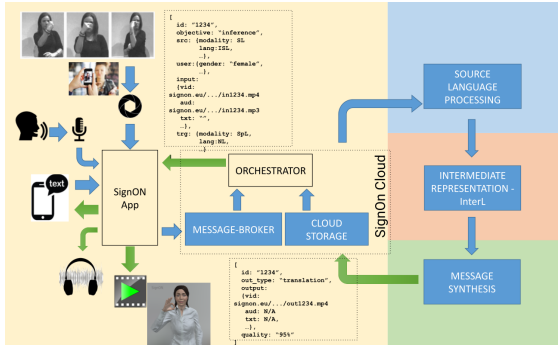 [
id: "1234",
objective: "inference",
src: {modality: SL
lang:ISL,
…},
user:{gender: "female",
…},
input:
{vid:
signon.eu/.../in1234.mp4
aud:
signon.eu/.../in1234.mp3
txt: "",
…},
trg: {modality: SpL,
lang:NL,
…}
text
SignON
App
ORCHESTRATOR
MESSAGE-BROKER
CLOUD
STORAGE
SignOn Cloud
SOURCE
LANGUAGE
PROCESSING
INTERMEDIATE
REPRESENTATION -
InterL
MESSAGE
SYNTHESIS
[
id: "1234",
out_type: "translation",
output:
{vid:
signon.eu/.../out1234.mp4
aud: N/A
txt: N/A,
…},
quality: "95%"
]